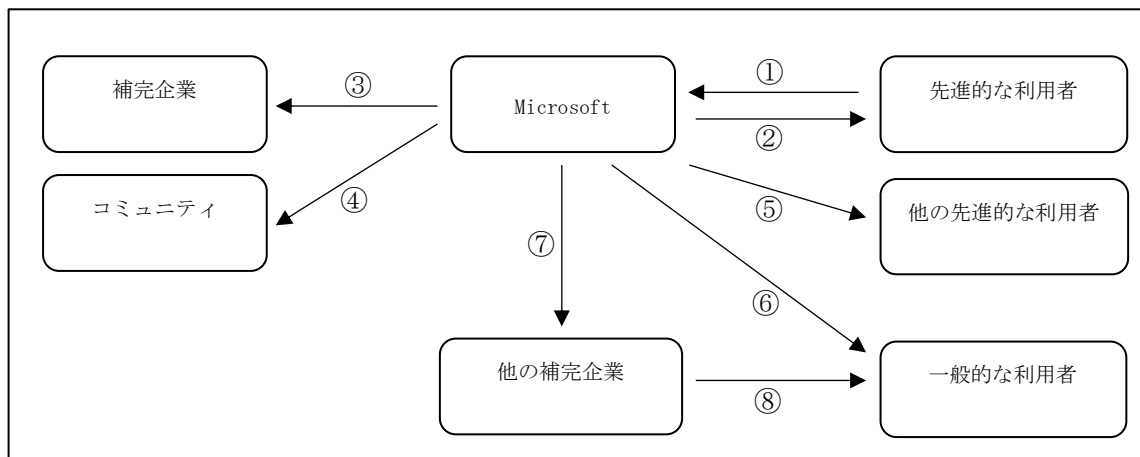 補完企業
③
Microsoft
①
先進的な利用者
②
コミュニティ
④
⑤
他の先進的な利用者
⑦
⑥
他の補完企業
⑧
一般的な利用者